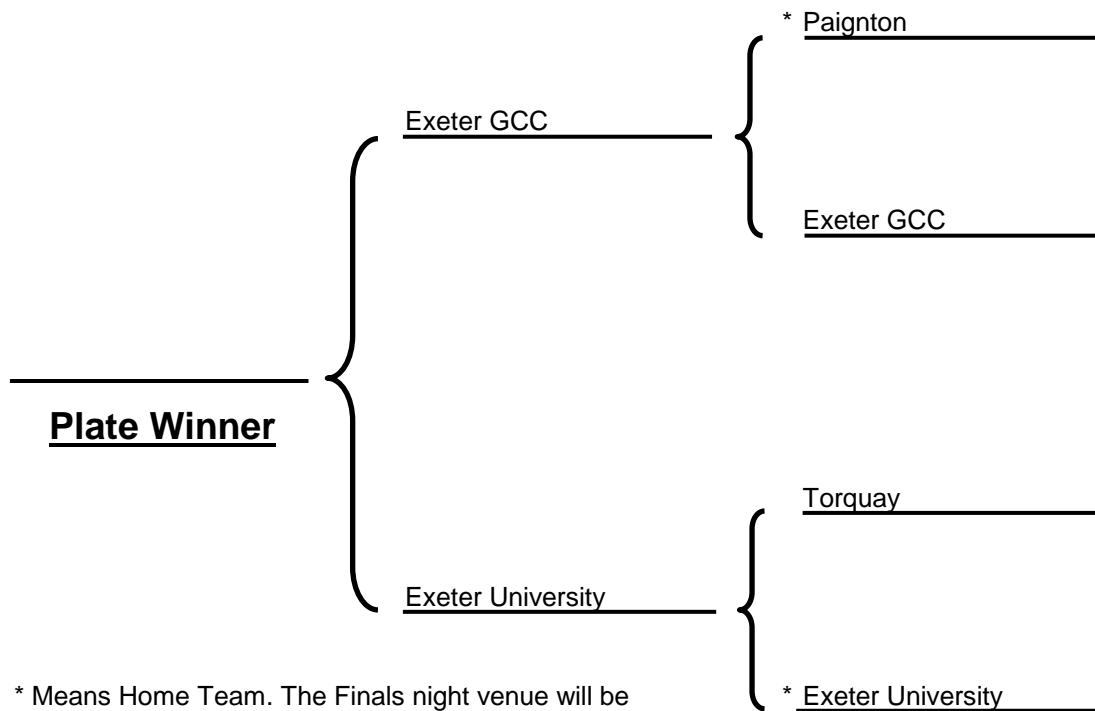 * Paignton
Exeter GCC
Exeter GCC
Plate Winner
Torquay
Exeter University
* Means Home Team. The Finals night venue will be
* Exeter University